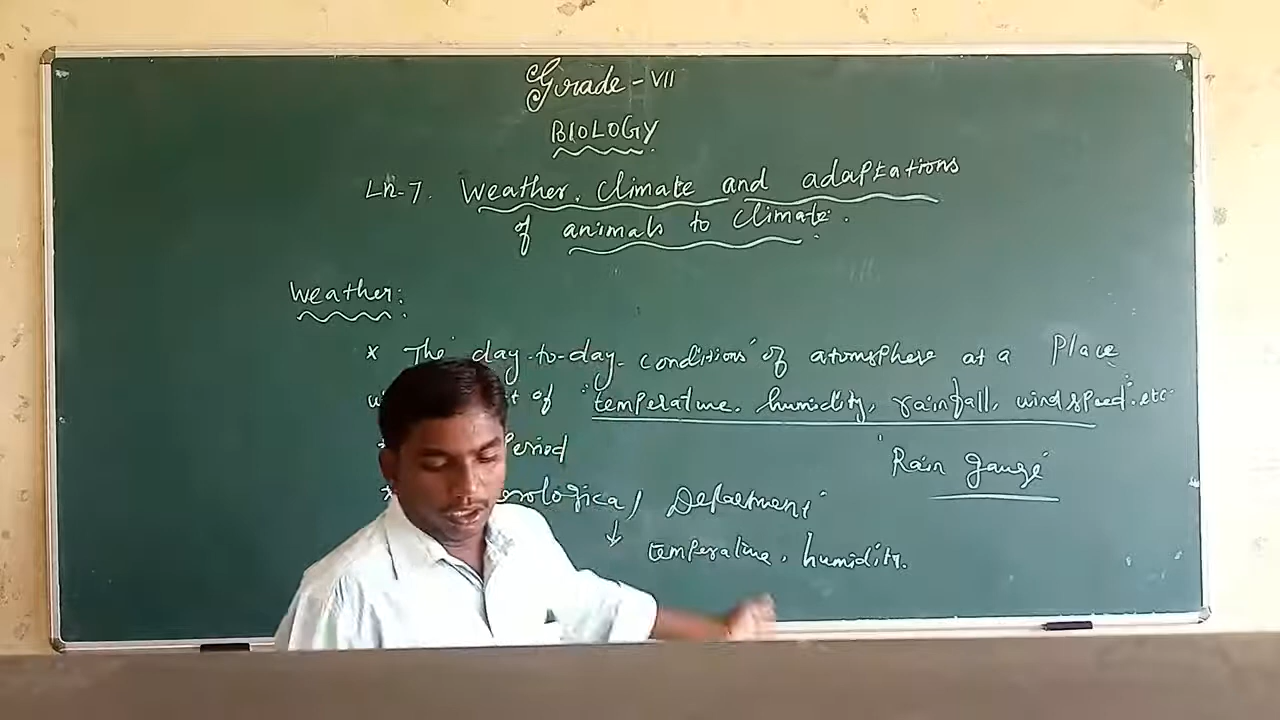 Grade - VII
BIOLOGY
Ln-7. Weather, Climate and adaptations
of animals to Climate.
Weather:
x The day-to-day conditions of atomsphere at a Place
of "temperature, humidity, rainfall, windspeed". etc.
Period
Rain gauge
Department
↓ temperature, humidity.